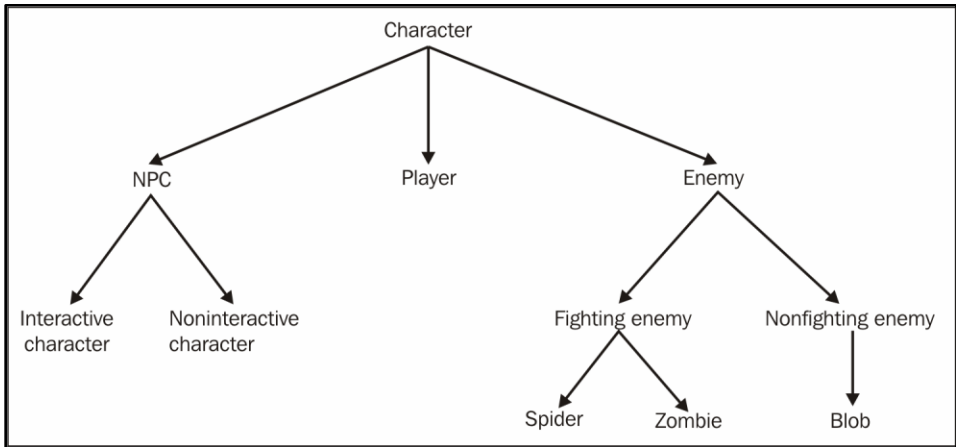 Character
NPC
Player
Enemy
Interactive
character
Noninteractive
character
Fighting enemy
Nonfighting enemy
Spider
Zombie
Blob